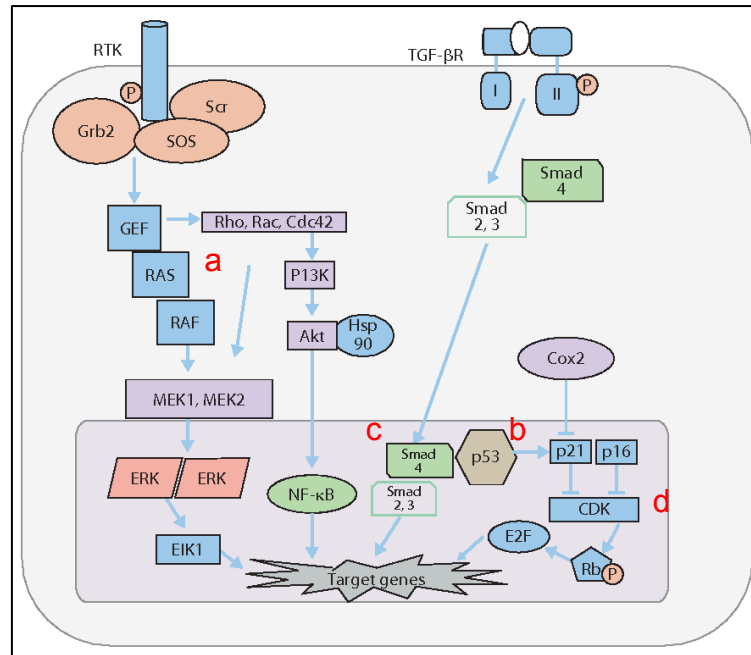 RTK
TGF-βR
P
Scr
I
II
P
Grb2
SOS
Smad
4
Smad
2, 3
GEF
Rho, Rac, Cdc42
a
RAS
P13K
RAF
Akt
Hsp
90
Cox2
MEK1, MEK2
c
b
Smad
4
p53
p21
p16
ERK
ERK
NF-κB
Smad
2, 3
CDK
d
EIK1
E2F
Rb
P
Target genes